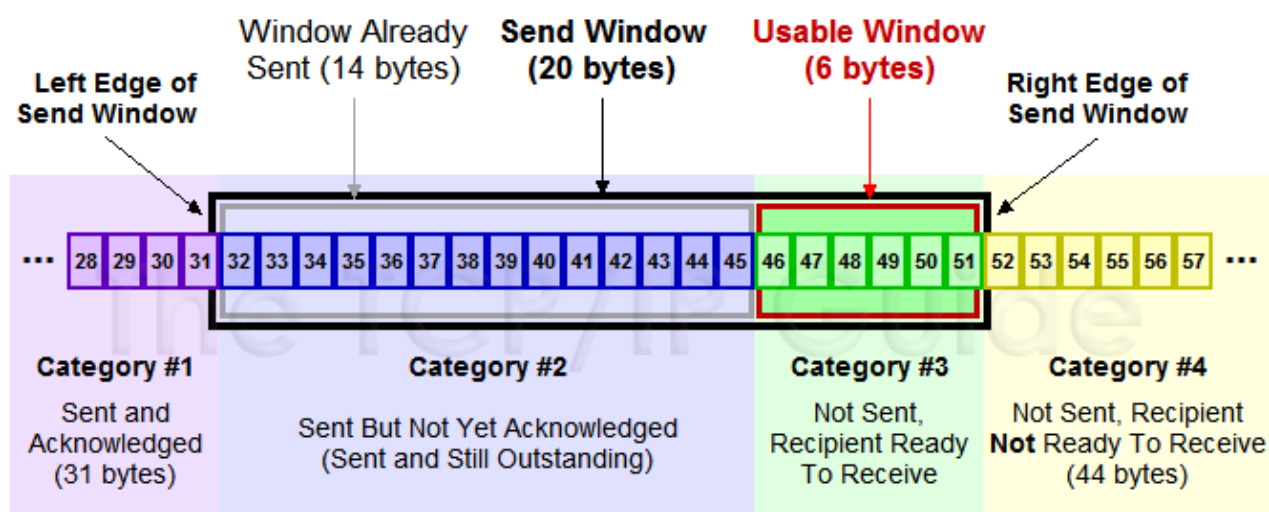 Window Already
Sent (14 bytes)
Send Window
(20 bytes)
Usable Window
(6 bytes)
Left Edge of
Send Window
Right Edge of
Send Window
... 28 29 30 31 32 33 34 35 36 37 38 39 40 41 42 43 44 45 46 47 48 49 50 51 52 53 54 55 56 57 ...
The TCP/IP Guide
Category #1
Sent and
Acknowledged
(31 bytes)
Category #2
Sent But Not Yet Acknowledged
(Sent and Still Outstanding)
Category #3
Not Sent,
Recipient Ready
To Receive
Category #4
Not Sent, Recipient
Not Ready To Receive
(44 bytes)